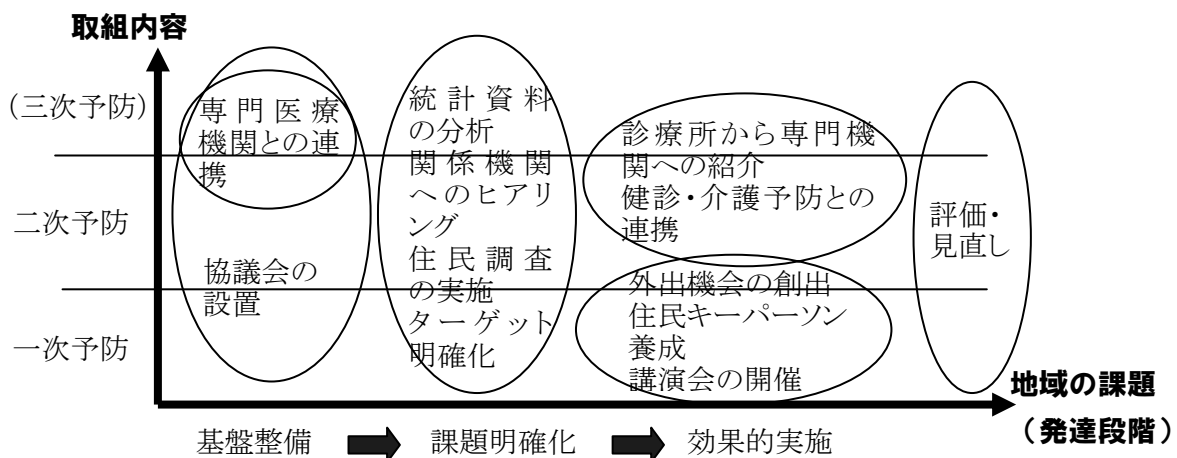 取組内容
(三次予防)
専門医療
機関との連
携
統計資料
の分析
関係機関
へのヒアリ
ング
住民調査
の実施
ターゲット
明確化
診療所から専門機
関への紹介
健診・介護予防との
連携
二次予防
協議会の
設置
評価・
見直し
外出機会の創出
住民キーパーソン
養成
講演会の開催
一次予防
地域の課題
(発達段階)
基盤整備
課題明確化
効果的実施